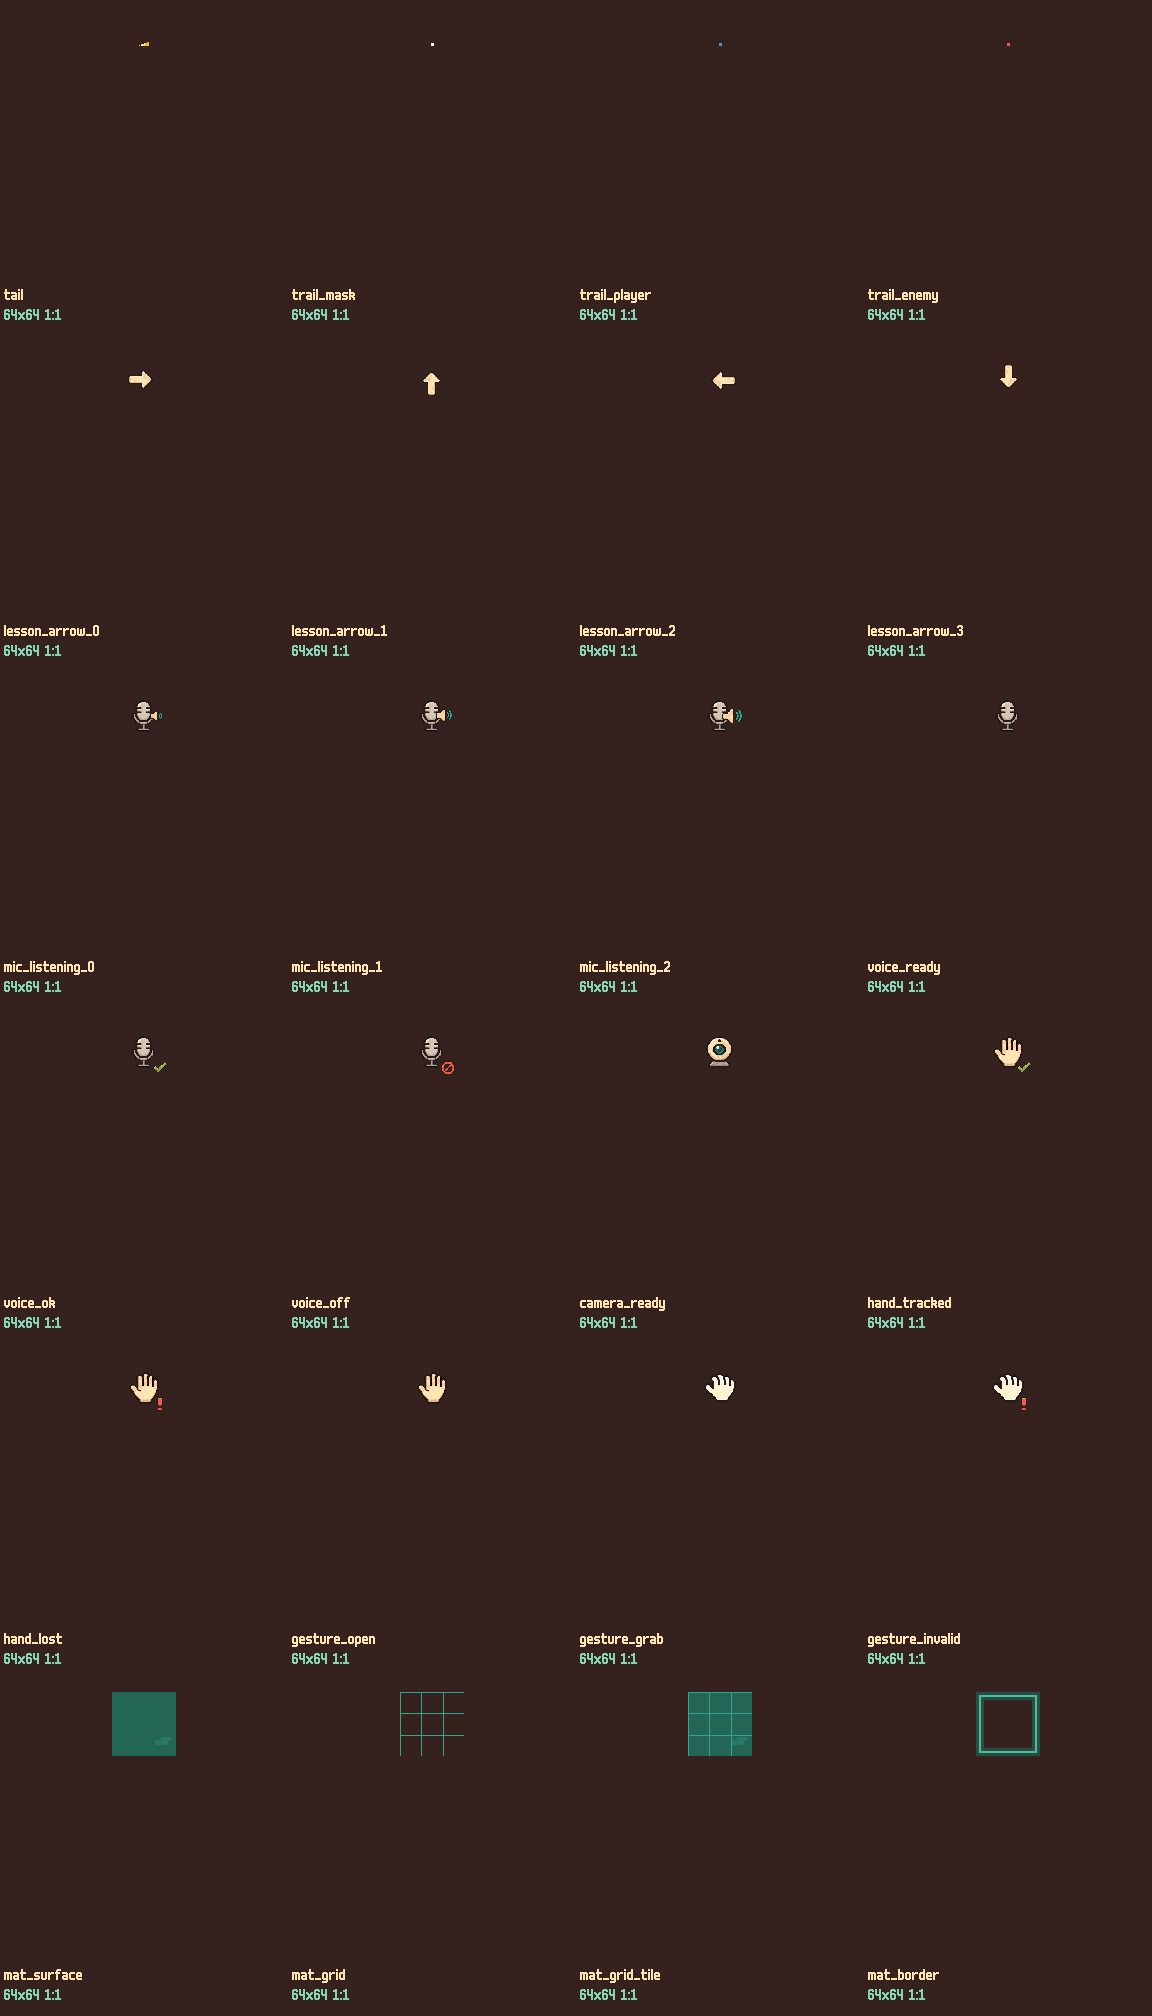 tail
64x64 1:1
trail_mask
64x64 1:1
trail_player
64x64 1:1
trail_enemy
64x64 1:1
lesson_arrow_0
64x64 1:1
lesson_arrow_1
64x64 1:1
lesson_arrow_2
64x64 1:1
lesson_arrow_3
64x64 1:1
mic_listening_0
64x64 1:1
mic_listening_1
64x64 1:1
mic_listening_2
64x64 1:1
voice_ready
64x64 1:1
voice_ok
64x64 1:1
voice_off
64x64 1:1
camera_ready
64x64 1:1
hand_tracked
64x64 1:1
hand_lost
64x64 1:1
gesture_open
64x64 1:1
gesture_grab
64x64 1:1
gesture_invalid
64x64 1:1
mat_surface
64x64 1:1
mat_grid
64x64 1:1
mat_grid_tile
64x64 1:1
mat_border
64x64 1:1